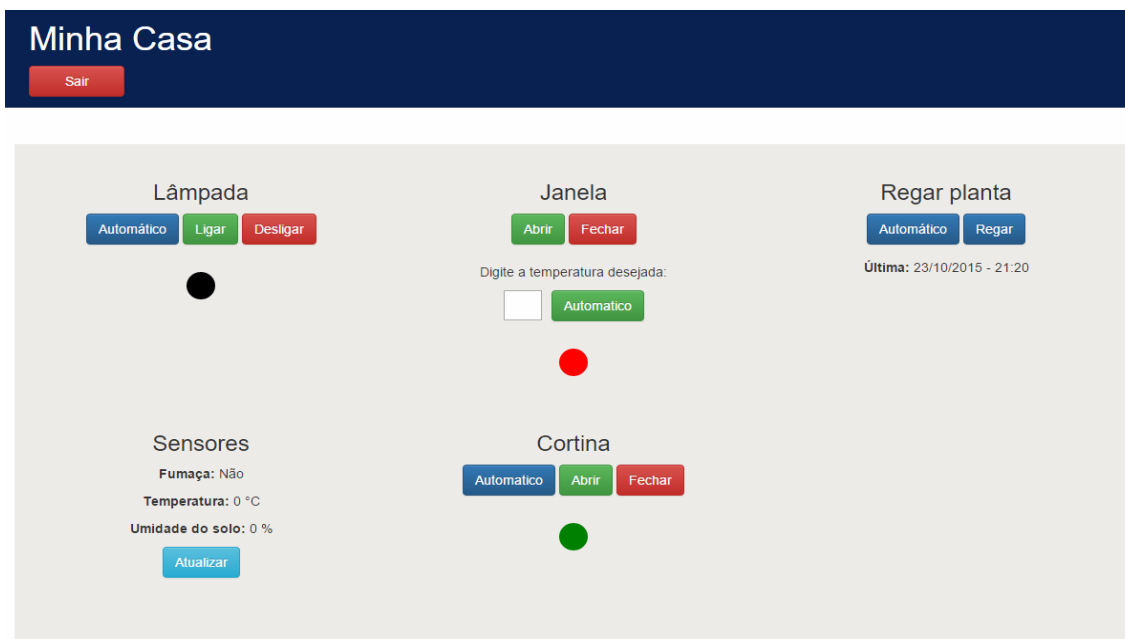 Minha Casa
Sair
Lâmpada
Automático Ligar Desligar
Janela
Abrir Fechar
Digite a temperatura desejada:
Automatico
Regar planta
Automático Regar
Última: 23/10/2015 - 21:20
Sensores
Fumaça: Não
Temperatura: 0 °C
Umidade do solo: 0 %
Atualizar
Cortina
Automatico Abrir Fechar